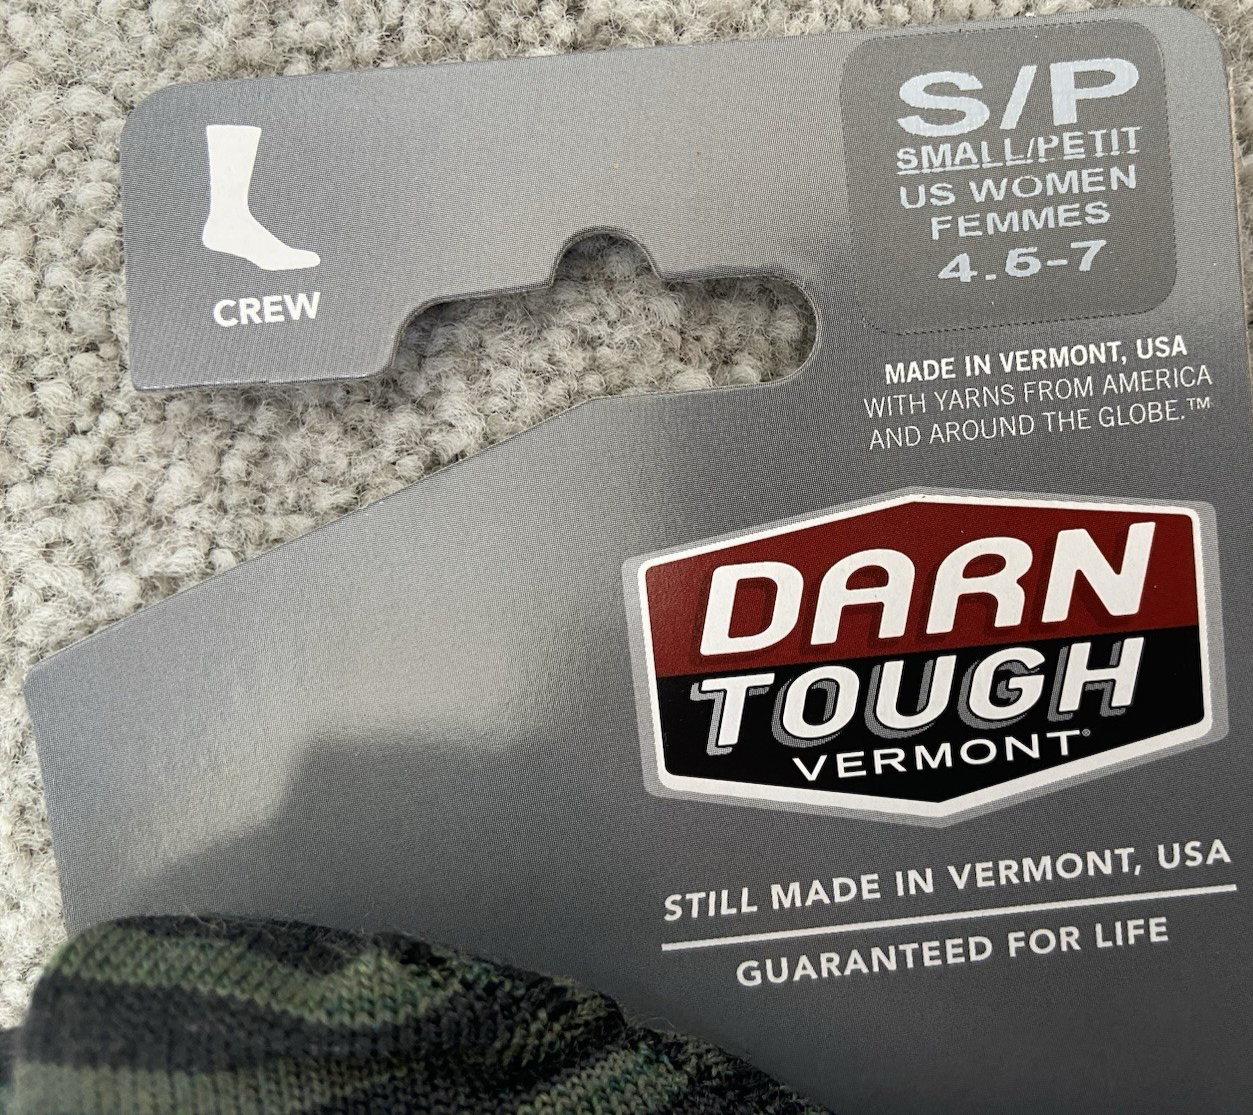 S/P
SMALL/PETIT
US WOMEN
FEMMES
4.5-7
CREW
MADE IN VERMONT, USA
WITH YARNS FROM AMERICA
AND AROUND THE GLOBE.™
DARN
TOUGH
VERMONT®
STILL MADE IN VERMONT, USA
GUARANTEED FOR LIFE